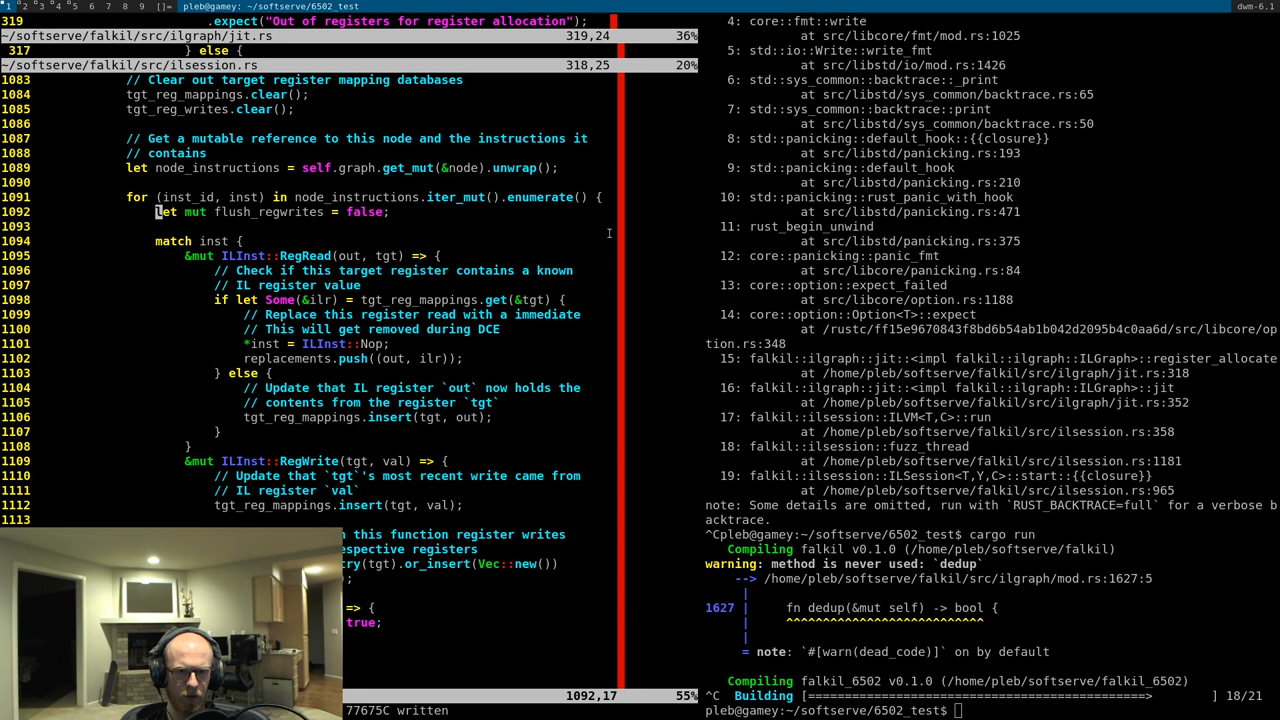 1 2 3 4 5 6 7 8 9 []= pleb@gamey: ~/softserve/6502_test dwm-6.1
319 .expect("Out of registers for register allocation");
~/softserve/falkil/src/ilgraph/jit.rs 319,24 36%
317 } else {
~/softserve/falkil/src/ilsession.rs 318,25 20%
1083 // Clear out target register mapping databases
1084 tgt_reg_mappings.clear();
1085 tgt_reg_writes.clear();
1086
1087 // Get a mutable reference to this node and the instructions it
1088 // contains
1089 let node_instructions = self.graph.get_mut(&node).unwrap();
1090
1091 for (inst_id, inst) in node_instructions.iter_mut().enumerate() {
1092 let mut flush_regwrites = false;
1093
1094 match inst {
1095 &mut ILInst::RegRead(out, tgt) => {
1096 // Check if this target register contains a known
1097 // IL register value
1098 if let Some(&ilr) = tgt_reg_mappings.get(&tgt) {
1099 // Replace this register read with a immediate
1100 // This will get removed during DCE
1101 *inst = ILInst::Nop;
1102 replacements.push((out, ilr));
1103 } else {
1104 // Update that IL register `out` now holds the
1105 // contents from the register `tgt`
1106 tgt_reg_mappings.insert(tgt, out);
1107 }
1108 }
1109 &mut ILInst::RegWrite(tgt, val) => {
1110 // Update that `tgt`'s most recent write came from
1111 // IL register `val`
1112 tgt_reg_mappings.insert(tgt, val);
1113
n this function register writes
espective registers
try(tgt).or_insert(Vec::new())
);
=> {
true;
1092,17 55%
77675C written
4: core::fmt::write
at src/libcore/fmt/mod.rs:1025
5: std::io::Write::write_fmt
at src/libstd/io/mod.rs:1426
6: std::sys_common::backtrace::_print
at src/libstd/sys_common/backtrace.rs:65
7: std::sys_common::backtrace::print
at src/libstd/sys_common/backtrace.rs:50
8: std::panicking::default_hook::{{closure}}
at src/libstd/panicking.rs:193
9: std::panicking::default_hook
at src/libstd/panicking.rs:210
10: std::panicking::rust_panic_with_hook
at src/libstd/panicking.rs:471
11: rust_begin_unwind
at src/libstd/panicking.rs:375
12: core::panicking::panic_fmt
at src/libcore/panicking.rs:84
13: core::option::expect_failed
at src/libcore/option.rs:1188
14: core::option::Option<T>::expect
at /rustc/ff15e9670843f8bd6b54ab1b042d2095b4c0aa6d/src/libcore/op
tion.rs:348
15: falkil::ilgraph::jit::<impl falkil::ilgraph::ILGraph>::register_allocate
at /home/pleb/softserve/falkil/src/ilgraph/jit.rs:318
16: falkil::ilgraph::jit::<impl falkil::ilgraph::ILGraph>::jit
at /home/pleb/softserve/falkil/src/ilgraph/jit.rs:352
17: falkil::ilsession::ILVM<T,C>::run
at /home/pleb/softserve/falkil/src/ilsession.rs:358
18: falkil::ilsession::fuzz_thread
at /home/pleb/softserve/falkil/src/ilsession.rs:1181
19: falkil::ilsession::ILSession<T,Y,C>::start::{{closure}}
at /home/pleb/softserve/falkil/src/ilsession.rs:965
note: Some details are omitted, run with `RUST_BACKTRACE=full` for a verbose b
acktrace.
^Cpleb@gamey:~/softserve/6502_test$ cargo run
Compiling falkil v0.1.0 (/home/pleb/softserve/falkil)
warning: method is never used: `dedup`
--> /home/pleb/softserve/falkil/src/ilgraph/mod.rs:1627:5
|
1627 | fn dedup(&mut self) -> bool {
| ^^^^^^^^^^^^^^^^^^^^^^^^^^^
|
= note: `#[warn(dead_code)]` on by default
Compiling falkil_6502 v0.1.0 (/home/pleb/softserve/falkil_6502)
^C Building [===============================================> ] 18/21
pleb@gamey:~/softserve/6502_test$